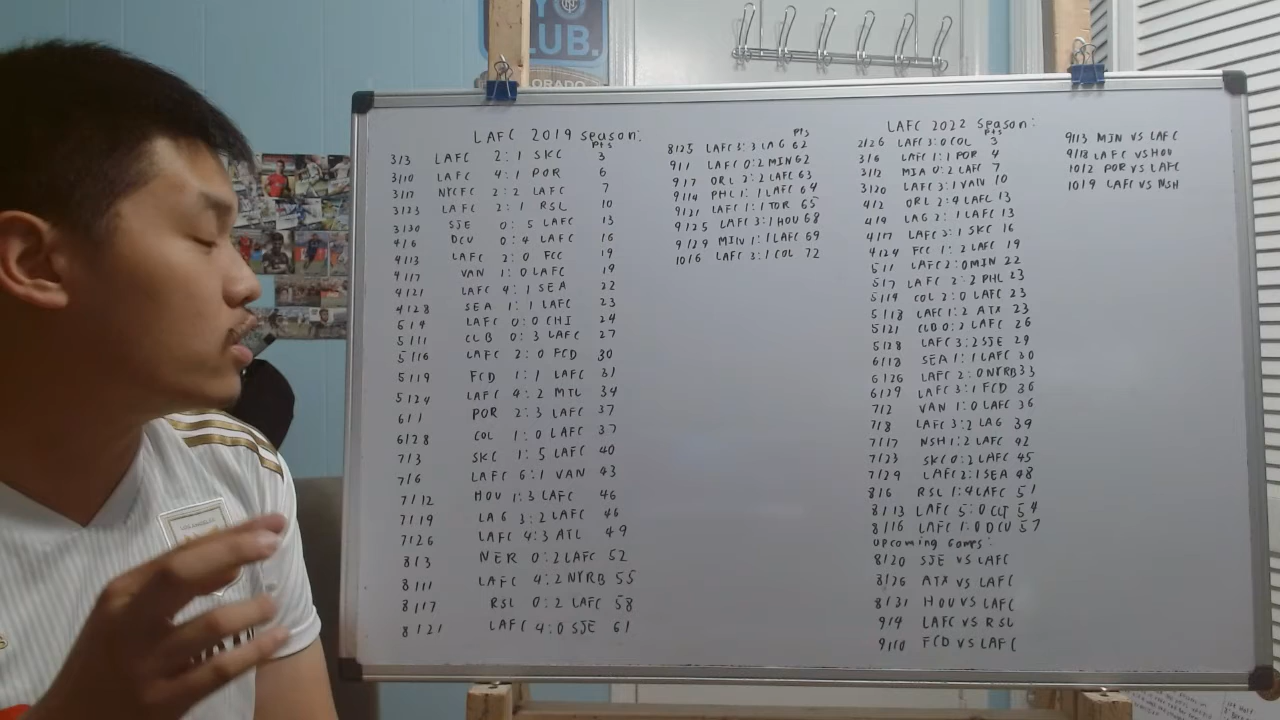 YO
LUB.
ORADO
LAFC 2019 season:
Pts
3/3 LAFC 2:1 SKC 3
3/10 LAFC 4:1 POR 6
3/17 NYCFC 2:2 LAFC 7
3/23 LAFC 2:1 RSL 10
3/30 SJE 0:5 LAFC 13
4/6 DCU 0:4 LAFC 16
4/13 LAFC 2:0 FCC 19
4/17 VAN 1:0 LAFC 19
4/21 LAFC 4:1 SEA 22
4/28 SEA 1:1 LAFC 23
6/4 LAFC 0:0 CHI 24
5/11 CLB 0:3 LAFC 27
5/16 LAFC 2:0 FCD 30
5/19 FCD 1:1 LAFC 31
5/24 LAFC 4:2 MTL 34
6/1 POR 2:3 LAFC 37
6/28 COL 1:0 LAFC 37
7/3 SKC 1:5 LAFC 40
7/6 LAFC 6:1 VAN 43
7/12 HOU 1:3 LAFC 46
7/19 LAG 3:2 LAFC 46
7/26 LAFC 4:3 ATL 49
8/3 NER 0:2 LAFC 52
8/11 LAFC 4:2 NYRB 55
8/17 RSL 0:2 LAFC 58
8/21 LAFC 4:0 SJE 61
Pts
8/25 LAFC 3:3 LAG 62
9/1 LAFC 0:2 MIN 62
9/7 ORL 2:2 LAFC 63
9/14 PHL 1:1 LAFC 64
9/21 LAFC 1:1 TOR 65
9/25 LAFC 3:1 HOU 68
9/29 MIN 1:1 LAFC 69
10/6 LAFC 3:1 COL 72
LAFC 2022 season:
Pts
2/26 LAFC 3:0 COL 3
3/6 LAFC 1:1 POR 4
3/12 MIA 0:2 LAFC 7
3/20 LAFC 3:1 VAN 10
4/2 ORL 2:4 LAFC 13
4/9 LAG 2:1 LAFC 13
4/17 LAFC 3:1 SKC 16
4/24 FCC 1:2 LAFC 19
5/1 LAFC 2:0 MIN 22
5/7 LAFC 2:2 PHL 23
5/14 COL 2:0 LAFC 23
5/18 LAFC 1:2 ATX 23
5/21 CLB 0:2 LAFC 26
5/28 LAFC 3:2 SJE 29
6/18 SEA 1:1 LAFC 30
6/26 LAFC 2:0 NYRB 33
6/29 LAFC 3:1 FCD 36
7/2 VAN 1:0 LAFC 36
7/8 LAFC 3:2 LAG 39
7/17 NSH 1:2 LAFC 42
7/23 SKC 0:2 LAFC 45
7/29 LAFC 2:1 SEA 48
8/6 RSL 1:4 LAFC 51
8/13 LAFC 5:0 CLT 54
8/16 LAFC 1:0 DCU 57
Upcoming Games:
8/20 SJE VS LAFC
8/26 ATX VS LAFC
8/31 HOU VS LAFC
9/4 LAFC VS RSL
9/10 FCD VS LAFC
9/13 MIN VS LAFC
9/18 LAFC VS HOU
10/2 POR VS LAFC
10/9 LAFC VS NSH